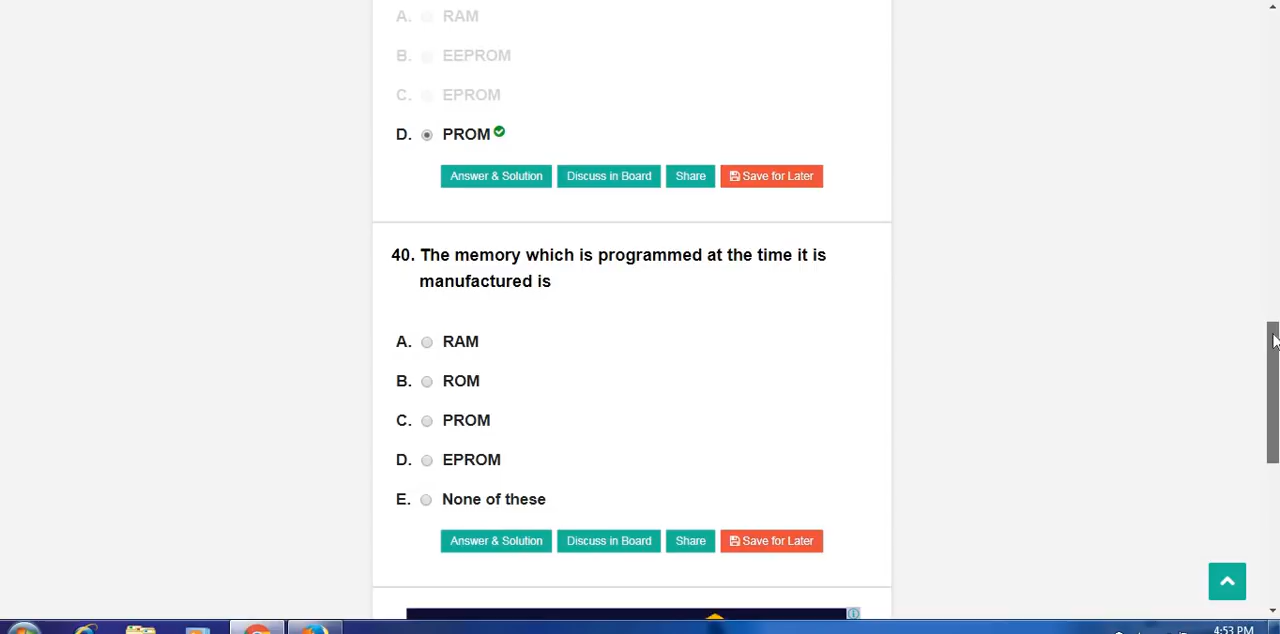 A. RAM
B. EEPROM
C. EPROM
D. PROM
Answer & Solution Discuss in Board Share Save for Later
40. The memory which is programmed at the time it is
manufactured is
A. RAM
B. ROM
C. PROM
D. EPROM
E. None of these
Answer & Solution Discuss in Board Share Save for Later
4:53 PM